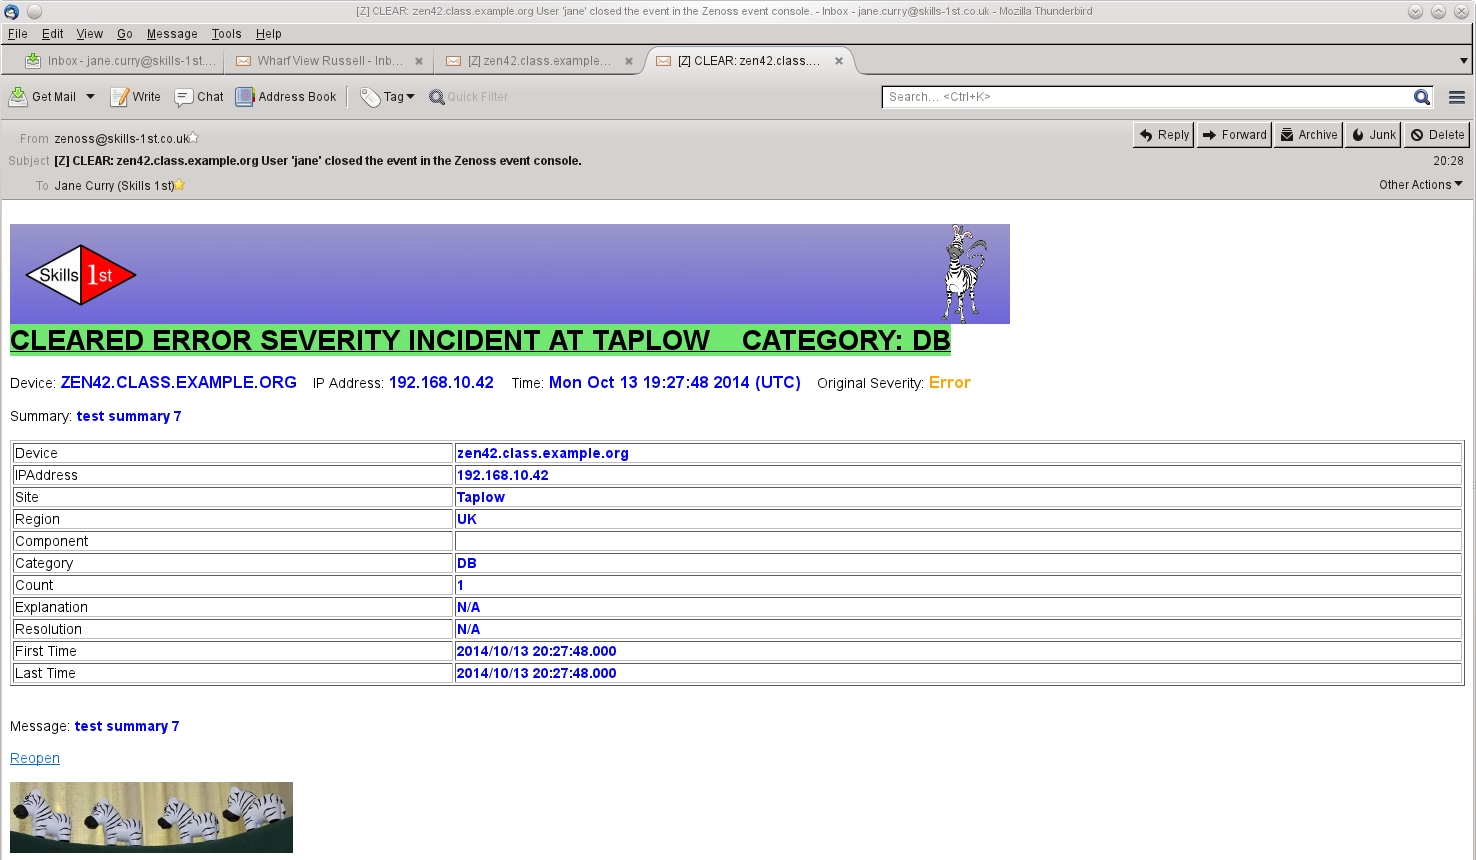 [Z] CLEAR: zen42.class.example.org User 'jane' closed the event in the Zenoss event console. - Inbox - jane.curry@skills-1st.co.uk - Mozilla Thunderbird
File Edit View Go Message Tools Help
Inbox - jane.curry@skills-1st.... Wharf View Russell - Inb... [Z] zen42.class.example... [Z] CLEAR: zen42.class....
Get Mail Write Chat Address Book Tag Quick Filter Search... <Ctrl+K>
From zenoss@skills-1st.co.uk Reply Forward Archive Junk Delete
Subject [Z] CLEAR: zen42.class.example.org User 'jane' closed the event in the Zenoss event console. 20:28
To Jane Curry (Skills 1st) Other Actions
Skills 1st
CLEARED ERROR SEVERITY INCIDENT AT TAPLOW CATEGORY: DB
Device: ZEN42.CLASS.EXAMPLE.ORG IP Address: 192.168.10.42 Time: Mon Oct 13 19:27:48 2014 (UTC) Original Severity: Error
Summary: test summary 7
Device zen42.class.example.org
IPAddress 192.168.10.42
Site Taplow
Region UK
Component
Category DB
Count 1
Explanation N/A
Resolution N/A
First Time 2014/10/13 20:27:48.000
Last Time 2014/10/13 20:27:48.000
Message: test summary 7
Reopen